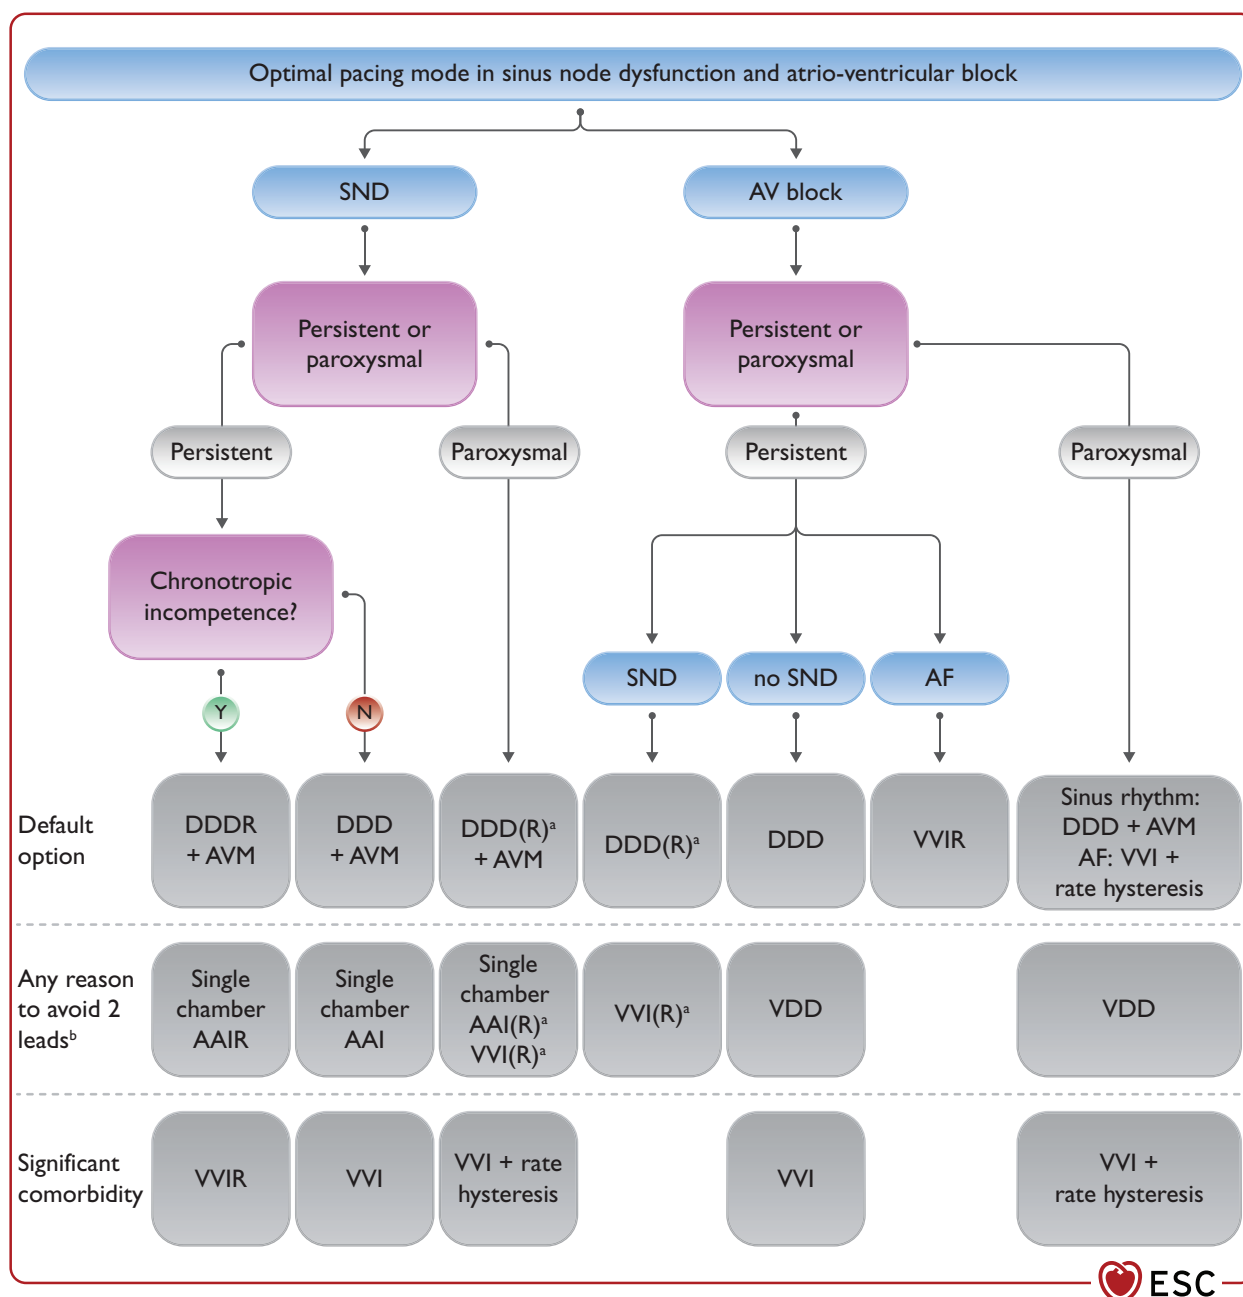 Optimal pacing mode in sinus node dysfunction and atrio-ventricular block
SND
AV block
Persistent or
paroxysmal
Persistent or
paroxysmal
Persistent
Paroxysmal
Persistent
Paroxysmal
Chronotropic
incompetence?
SND
no SND
AF
Y
N
Default
option
DDDR
+ AVM
DDD
+ AVM
DDD(R)ᵃ
+ AVM
DDD(R)ᵃ
DDD
VVIR
Sinus rhythm:
DDD + AVM
AF: VVI +
rate hysteresis
Any reason
to avoid 2
leadsᵇ
Single
chamber
AAIR
Single
chamber
AAI
Single
chamber
AAI(R)ᵃ
VVI(R)ᵃ
VVI(R)ᵃ
VDD
VDD
Significant
comorbidity
VVIR
VVI
VVI + rate
hysteresis
VVI
VVI +
rate hysteresis
ESC